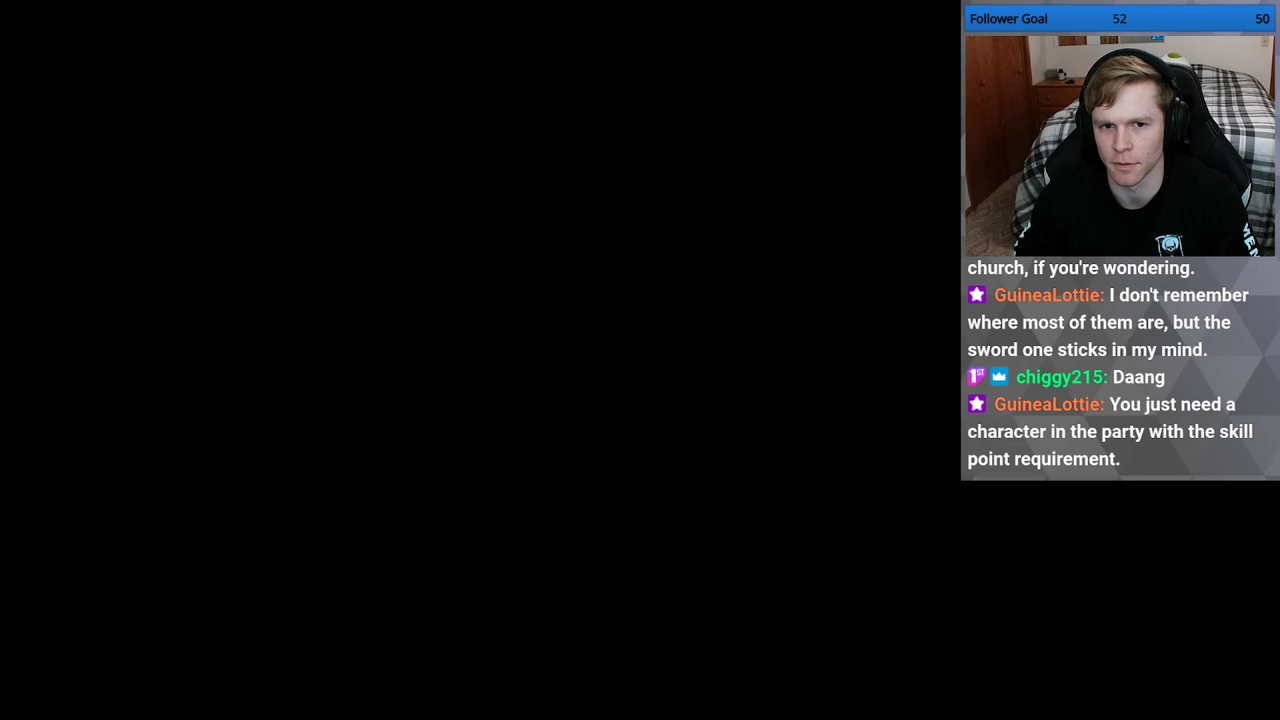 Follower Goal 52 50
church, if you're wondering.
GuineaLottie: I don't remember
where most of them are, but the
sword one sticks in my mind.
1ST chiggy215: Daang
GuineaLottie: You just need a
character in the party with the skill
point requirement.